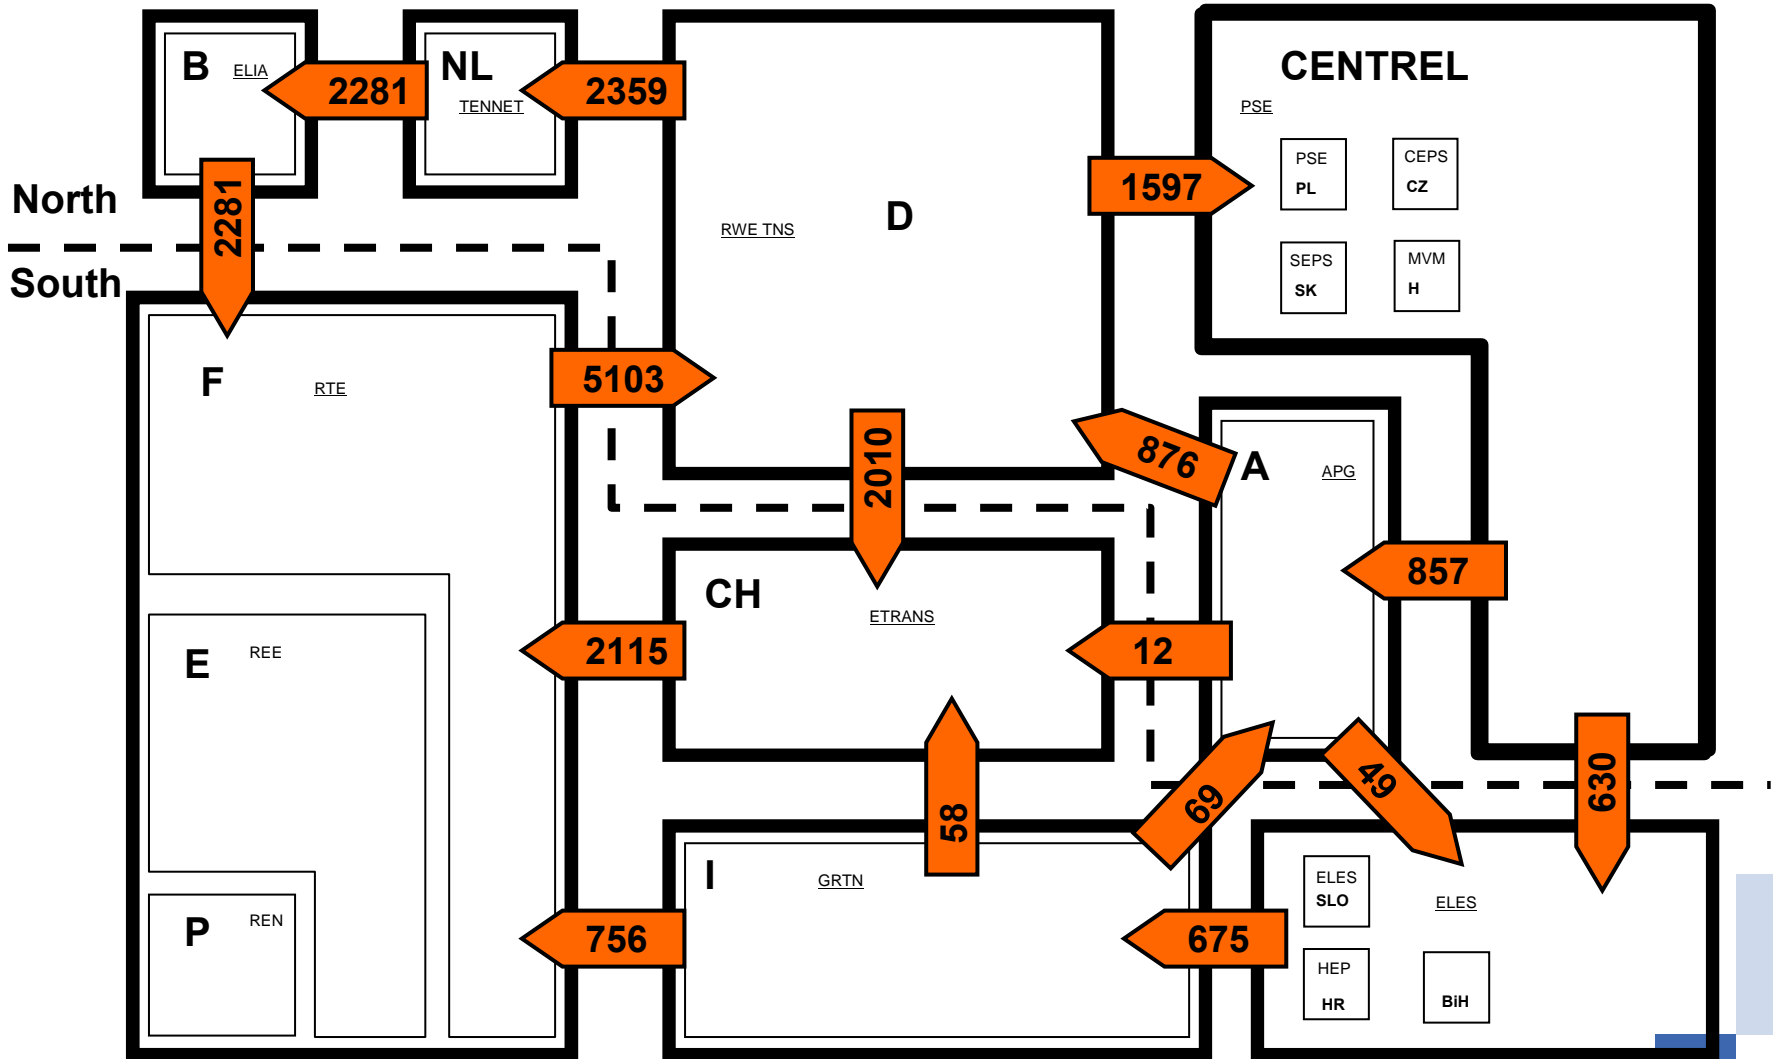 B
ELIA
2281
NL
TENNET
2359
CENTREL
PSE
PSE
PL
CEPS
CZ
SEPS
SK
MVM
H
1597
RWE TNS
D
North
2281
South
F
RTE
5103
2010
876
A
APG
857
CH
ETRANS
2115
12
E
REE
58
69
49
630
I
GRTN
P
REN
756
675
ELES
SLO
ELES
HEP
HR
BiH